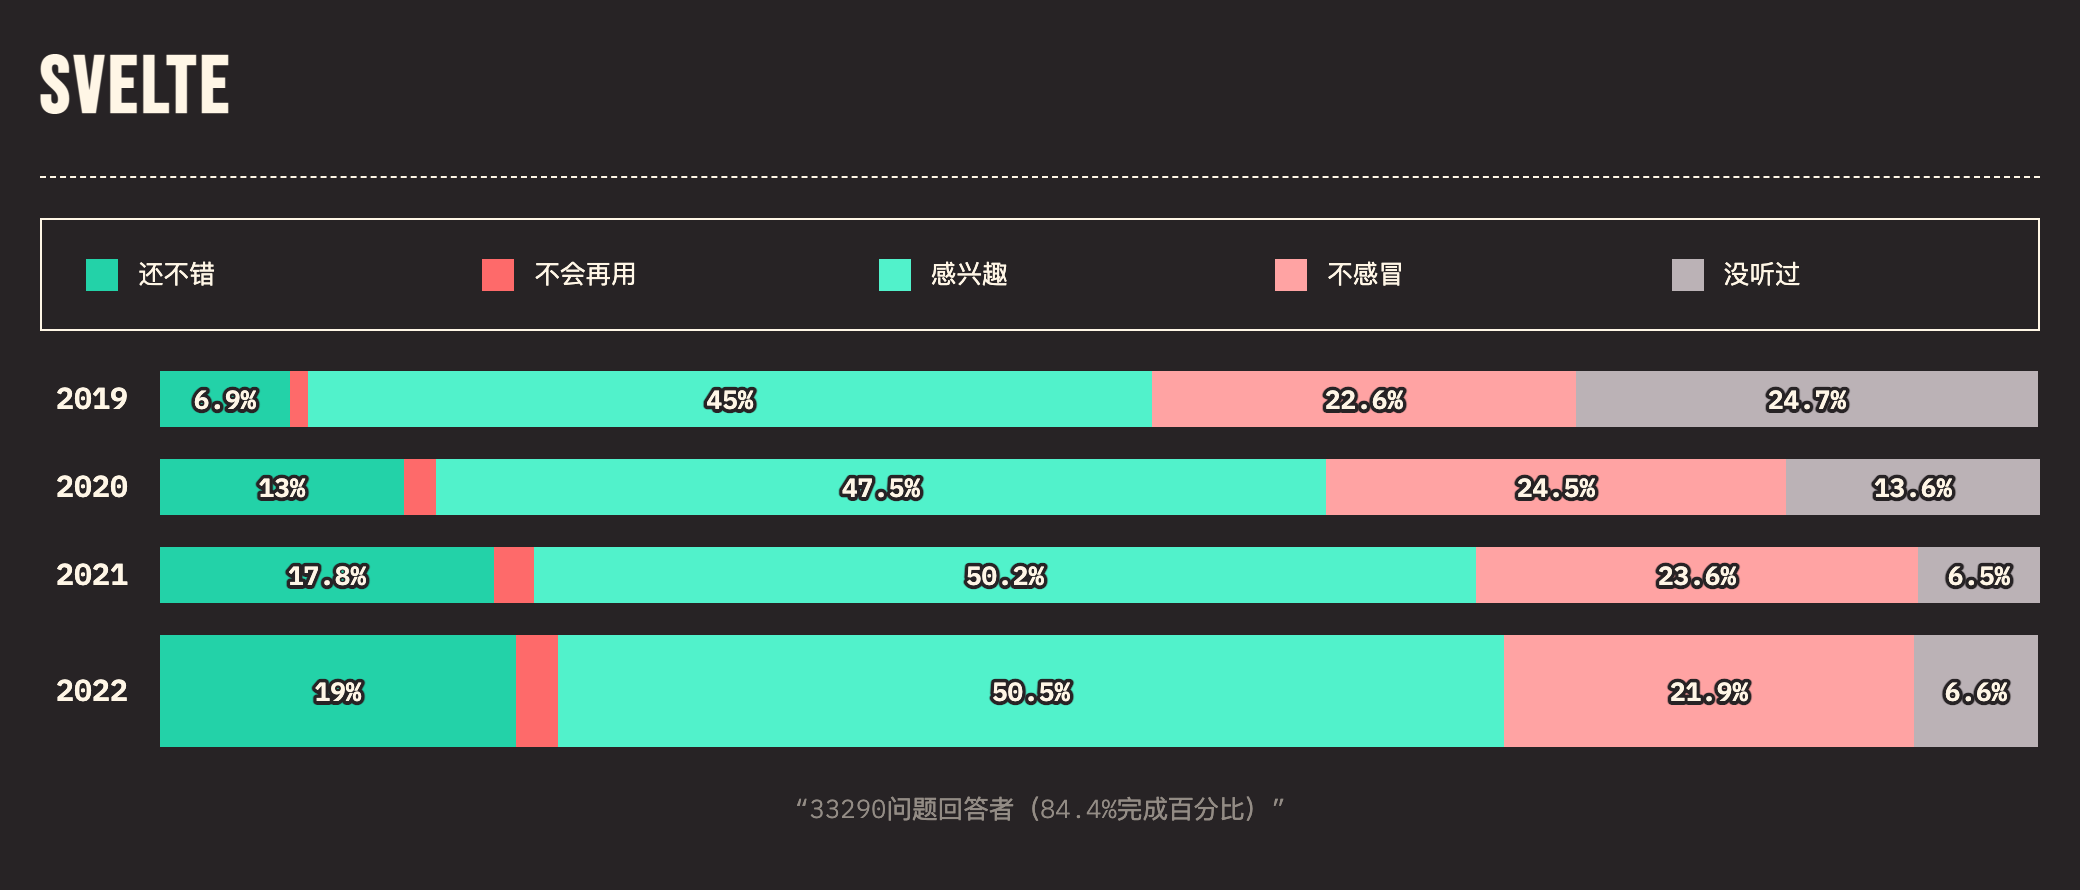 SVELTE
还不错 不会再用 感兴趣 不感冒 没听过
2019 6.9% 45% 22.6% 24.7%
2020 13% 47.5% 24.5% 13.6%
2021 17.8% 50.2% 23.6% 6.5%
2022 19% 50.5% 21.9% 6.6%
“33290问题回答者（84.4%完成百分比）”